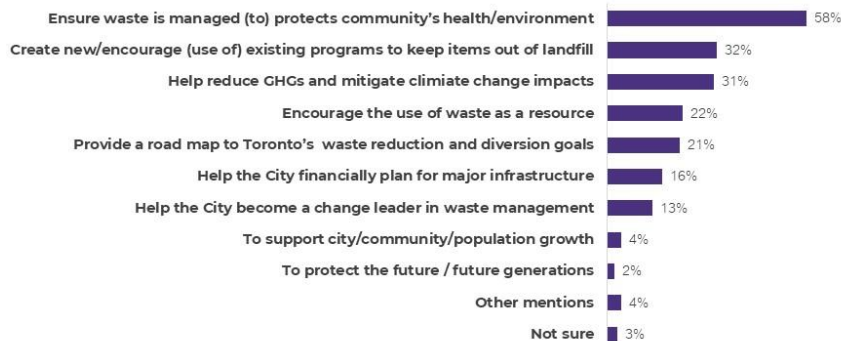 Ensure waste is managed (to) protects community’s health/environment 58%
Create new/encourage (use of) existing programs to keep items out of landfill 32%
Help reduce GHGs and mitigate climiate change impacts 31%
Encourage the use of waste as a resource 22%
Provide a road map to Toronto’s waste reduction and diversion goals 21%
Help the City financially plan for major infrastructure 16%
Help the City become a change leader in waste management 13%
To support city/community/population growth 4%
To protect the future / future generations 2%
Other mentions 4%
Not sure 3%